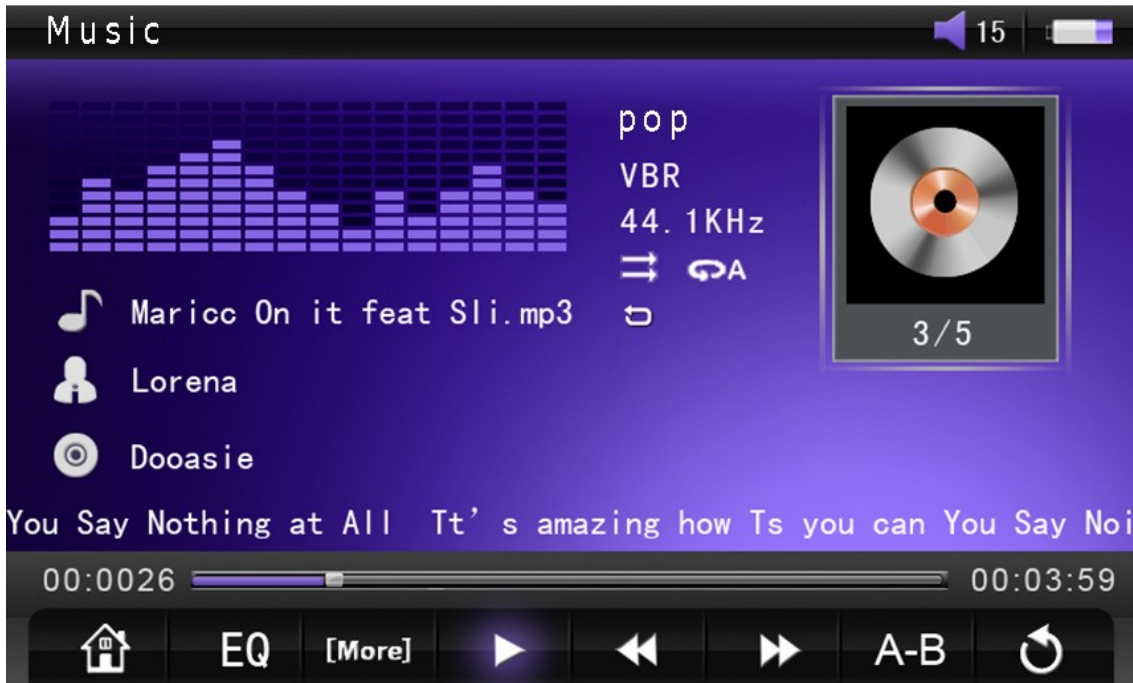 Music
15
pop
VBR
44.1KHz
A
Maricc On it feat Sli.mp3
3/5
Lorena
Dooasie
You Say Nothing at All Tt's amazing how Ts you can You Say Noi
00:0026
00:03:59
EQ
[More]
A-B